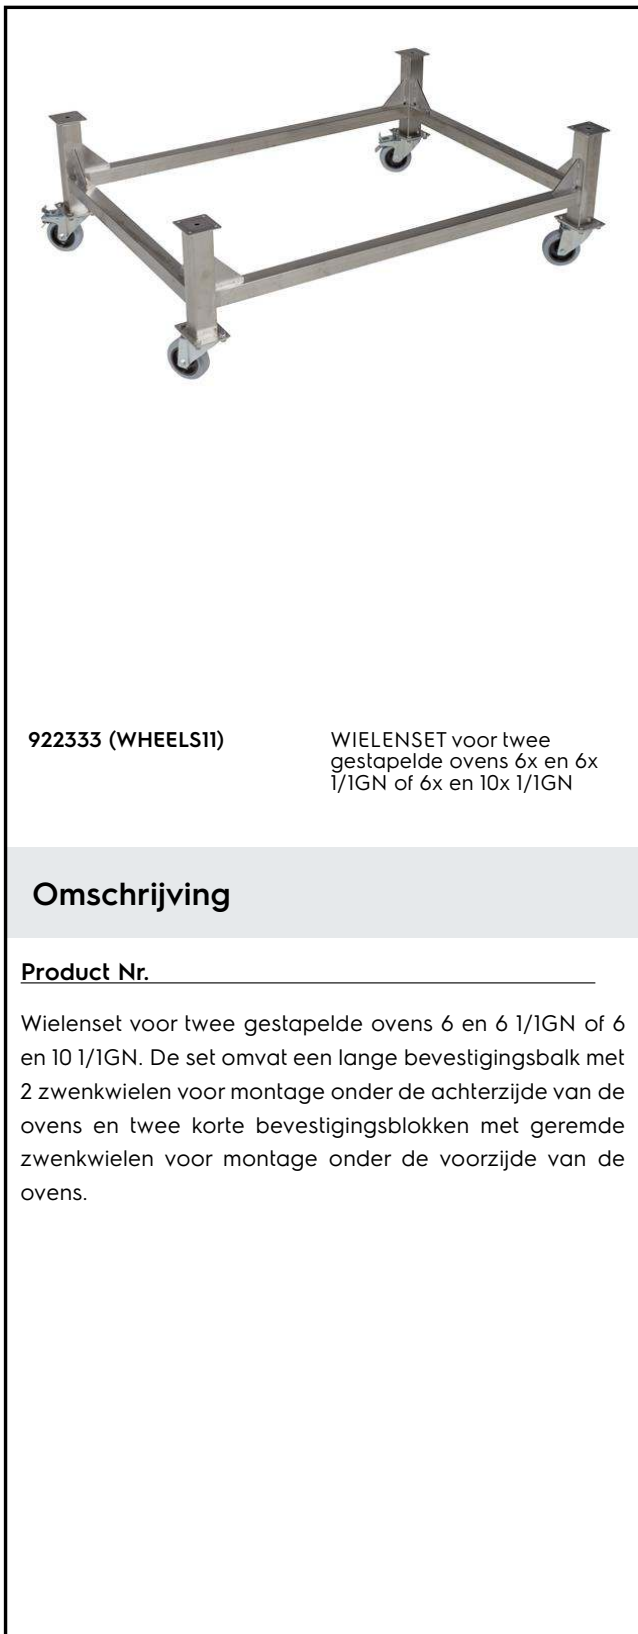 922333 (WHEELS11)
WIELENSET voor twee
gestapelde ovens 6x en 6x
1/1GN of 6x en 10x 1/1GN
Omschrijving
Product Nr.
Wielenset voor twee gestapelde ovens 6 en 6 1/1GN of 6
en 10 1/1GN. De set omvat een lange bevestigingsbalk met
2 zwenkwielen voor montage onder de achterzijde van de
ovens en twee korte bevestigingsblokken met geremde
zwenkwielen voor montage onder de voorzijde van de
ovens.